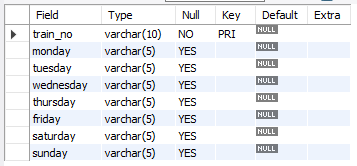 Field Type Null Key Default Extra
train_no varchar(10) NO PRI NULL
monday varchar(5) YES NULL
tuesday varchar(5) YES NULL
wednesday varchar(5) YES NULL
thursday varchar(5) YES NULL
friday varchar(5) YES NULL
saturday varchar(5) YES NULL
sunday varchar(5) YES NULL